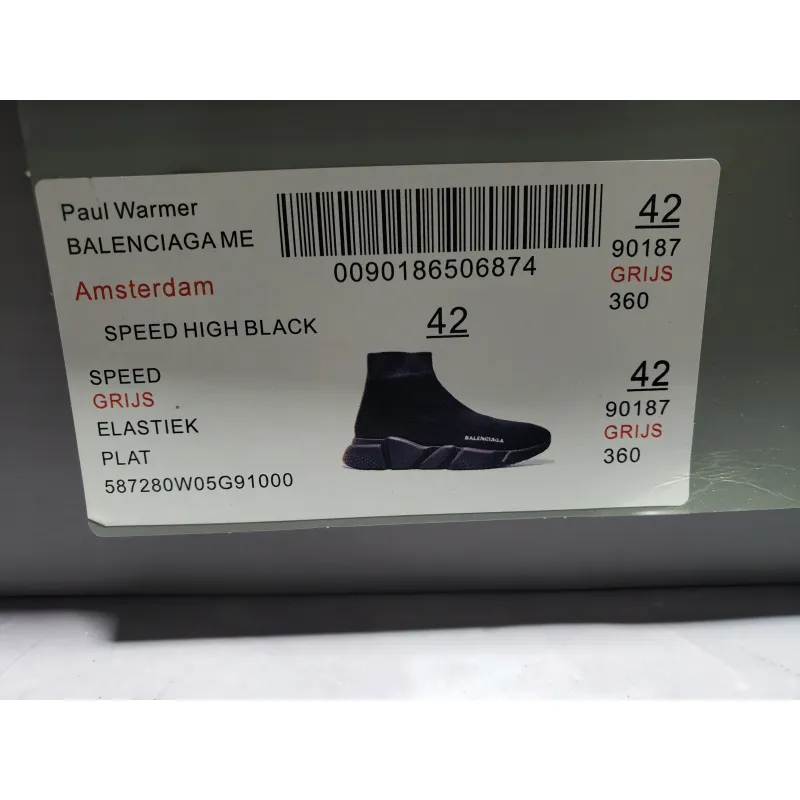 Paul Warmer
BALENCIAGA ME
Amsterdam
SPEED HIGH BLACK
SPEED
GRIJS
ELASTIEK
PLAT
587280W05G91000
0090186506874
42
BALENCIAGA
42
90187
GRIJS
360
42
90187
GRIJS
360